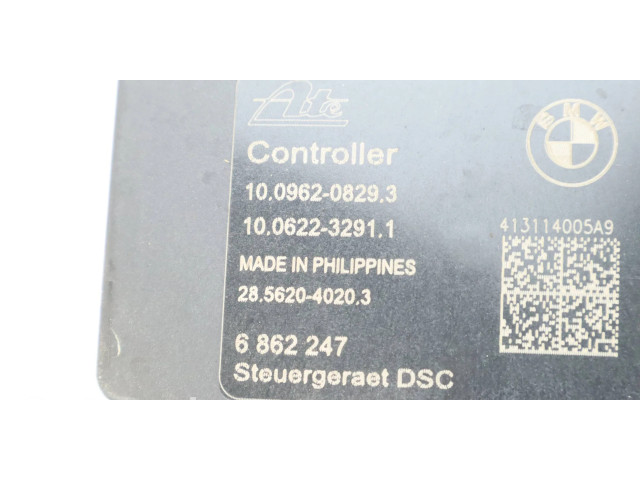 Ate
BMW
Controller
10.0962-0829.3
10.0622-3291.1
413114005A9
MADE IN PHILIPPINES
28.5620-4020.3
6 862 247
Steuergeraet DSC